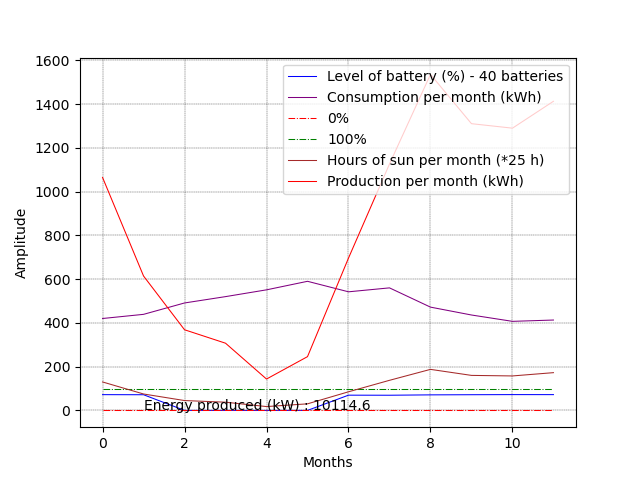 1600
1400
1200
1000
800
600
400
200
0
Amplitude
Level of battery (%) - 40 batteries
Consumption per month (kWh)
0%
100%
Hours of sun per month (*25 h)
Production per month (kWh)
Energy produced (kW) : 10114.6
0 2 4 6 8 10
Months